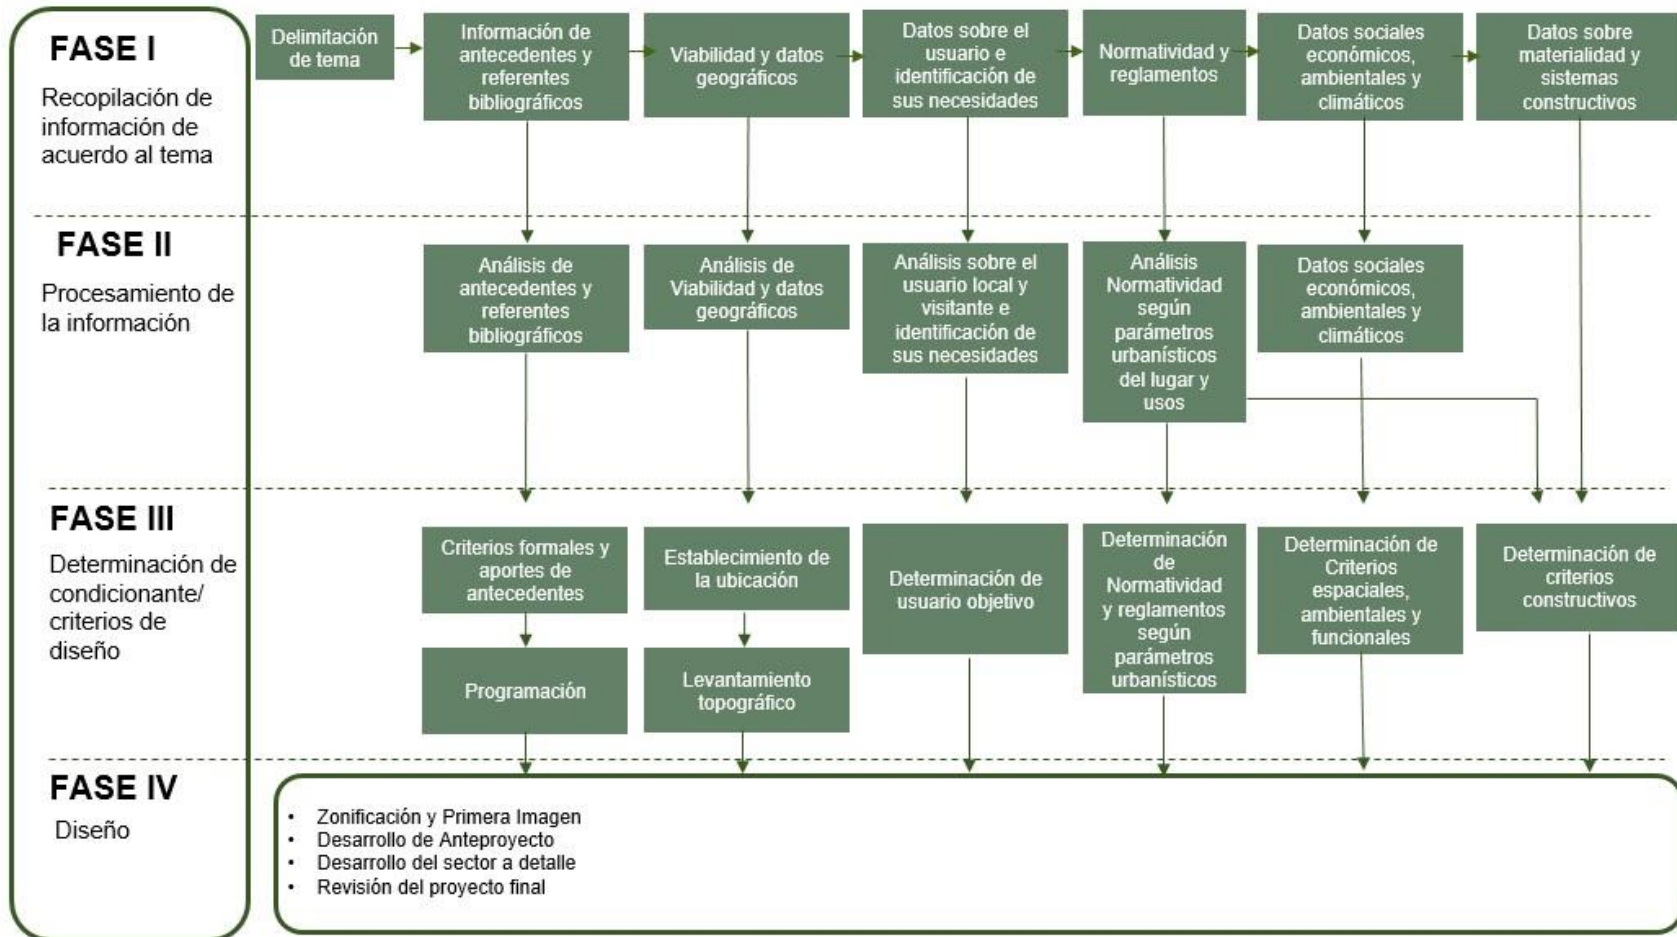 FASE I
Recopilación de
información de
acuerdo al tema
Delimitación
de tema
Información de
antecedentes y
referentes
bibliográficos
Viabilidad y datos
geográficos
Datos sobre el
usuario e
identificación de
sus necesidades
Normatividad y
reglamentos
Datos sociales
económicos,
ambientales y
climáticos
Datos sobre
materialidad y
sistemas
constructivos
FASE II
Procesamiento de
la información
Análisis de
antecedentes y
referentes
bibliográficos
Análisis de
Viabilidad y datos
geográficos
Análisis sobre el
usuario local y
visitante e
identificación de
sus necesidades
Análisis
Normatividad
según
parámetros
urbanísticos
del lugar y
usos
Datos sociales
económicos,
ambientales y
climáticos
FASE III
Determinación de
condicionante/
criterios de
diseño
Criterios formales y
aportes de
antecedentes
Programación
Establecimiento de
la ubicación
Levantamiento
topográfico
Determinación de
usuario objetivo
Determinación
de
Normatividad
y reglamentos
según
parámetros
urbanísticos
Determinación de
Criterios
espaciales,
ambientales y
funcionales
Determinación de
criterios
constructivos
FASE IV
Diseño
• Zonificación y Primera Imagen
• Desarrollo de Anteproyecto
• Desarrollo del sector a detalle
• Revisión del proyecto final